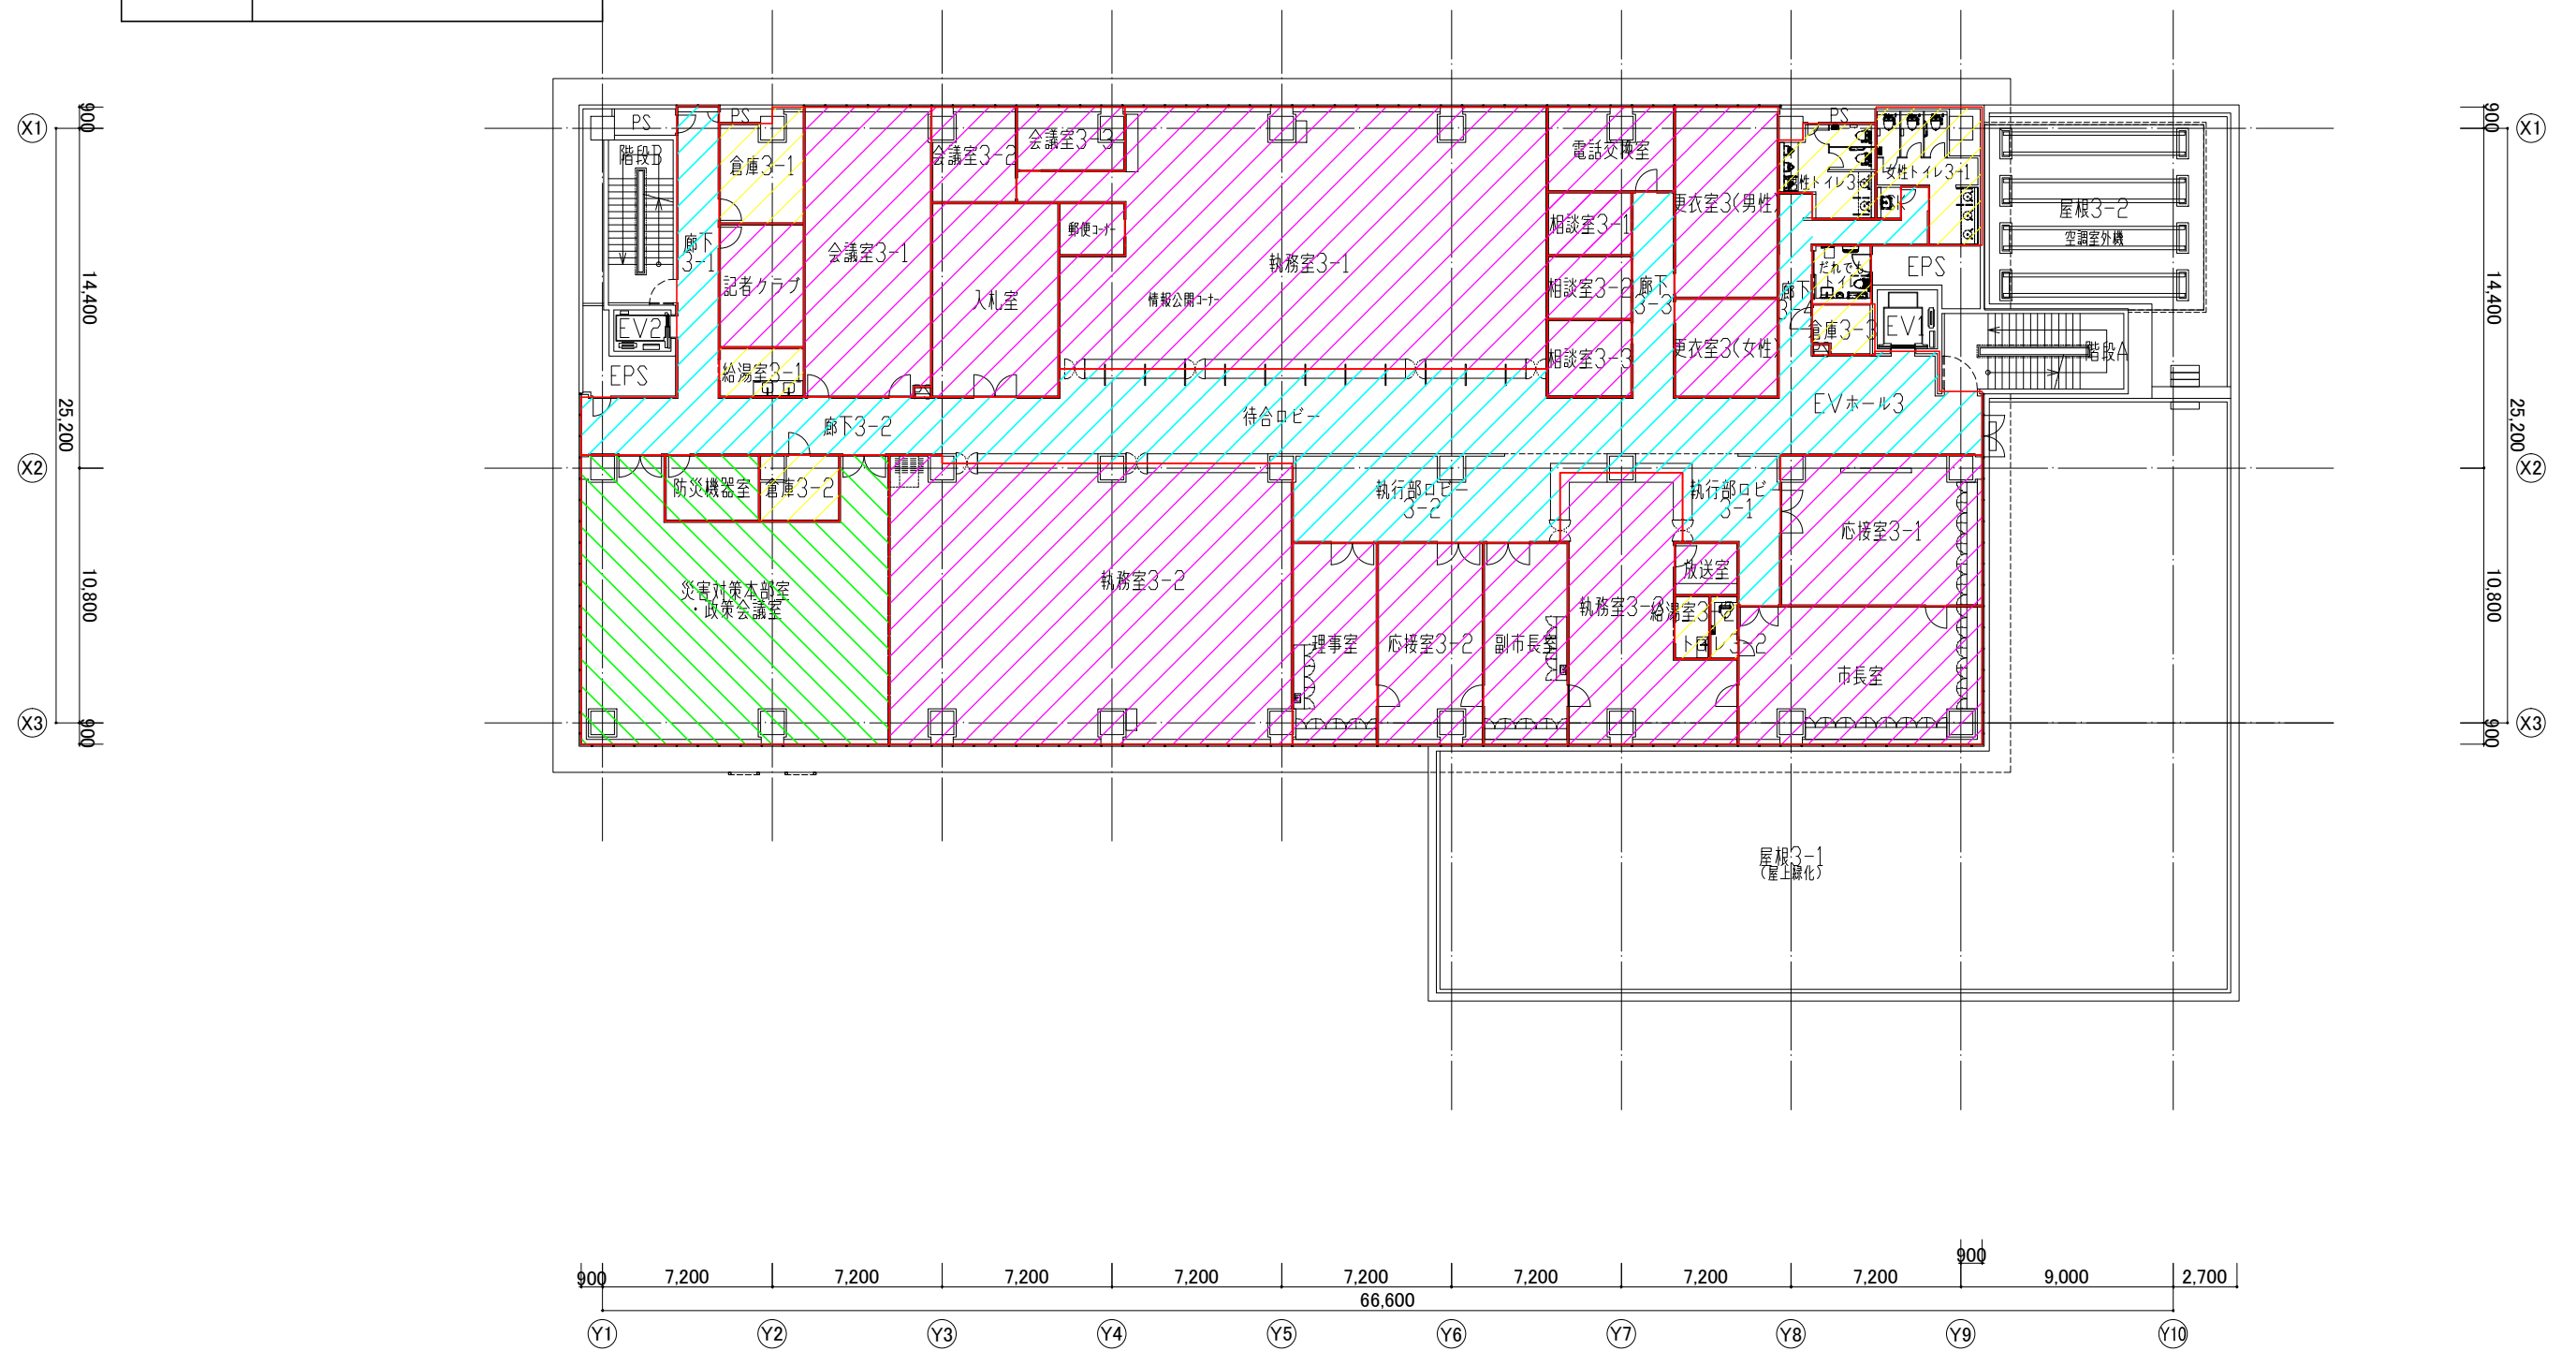 PS
PS
PS
X1
900
900
X1
階段B
倉庫3-1
会議室3-2
会議室3-3
電話交換室
女性トイレ3-1
屋根3-2
空調室外機
郵便コーナー
相談室3-1
更衣室3(男性)
廊下
3-1
会議室3-1
執務室3-1
だれでも
EPS
14,400
記者クラブ
入札室
情報公開コーナー
相談室3-2
廊下
3-3
廊下
3-4
14,400
EV2
倉庫3-3
EV1
階段A
EPS
給湯室3-1
相談室3-3
更衣室3(女性)
PS
25,200
廊下3-2
待合ロビー
EVホール3
25,200
X2
X2
防災機器室
倉庫3-2
執行部ロビー
3-2
執行部ロビー
3-1
応接室3-1
10,800
災害対策本部室
・政策会議室
執務室3-2
放送室
10,800
執務室3-3
給湯室3-2
理事室
応接室3-2
副市長室
トイレ3-2
市長室
X3
900
900
X3
屋根3-1
(屋上緑化)
900
900
7,200
7,200
7,200
7,200
7,200
7,200
7,200
7,200
9,000
2,700
66,600
Y1
Y2
Y3
Y4
Y5
Y6
Y7
Y8
Y9
Y10